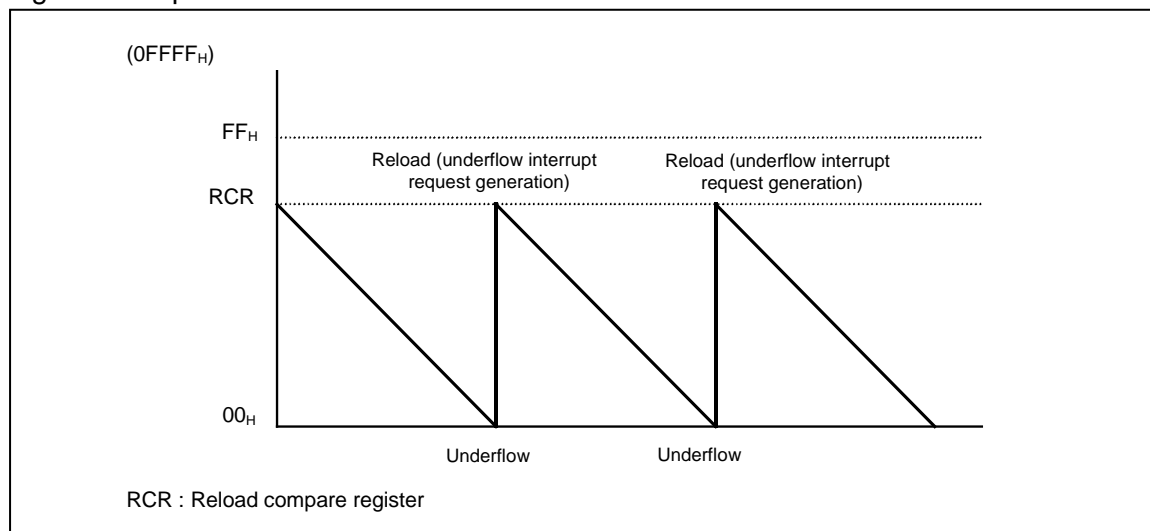 (0FFFFH)
FFH
Reload (underflow interrupt
request generation)
Reload (underflow interrupt
request generation)
RCR
00H
Underflow
Underflow
RCR : Reload compare register